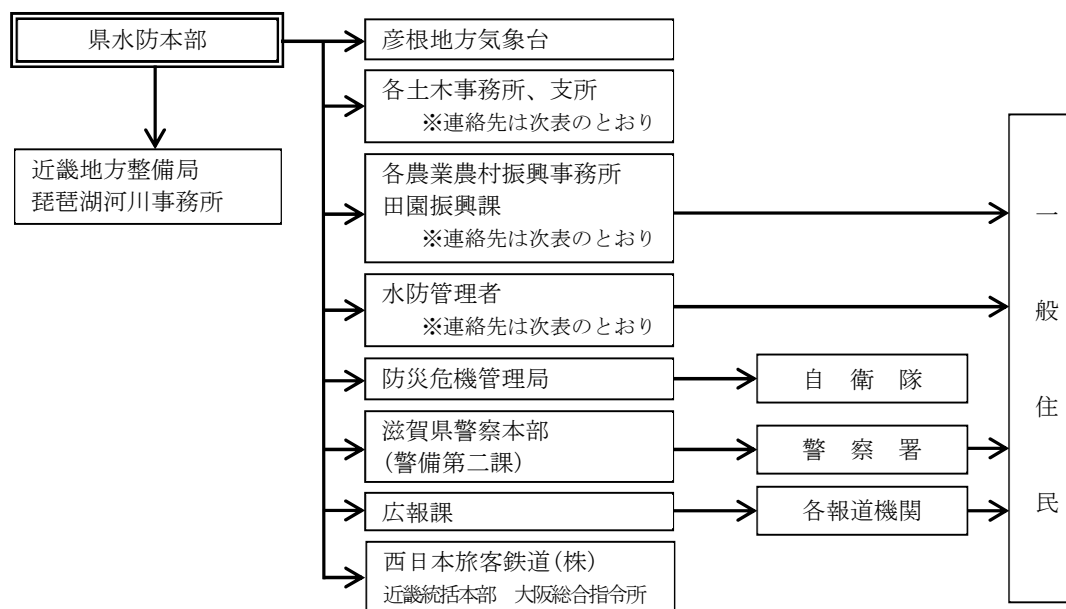 県水防本部
近畿地方整備局
琵琶湖河川事務所
彦根地方気象台
各土木事務所、支所
※連絡先は次表のとおり
各農業農村振興事務所
田園振興課
※連絡先は次表のとおり
水防管理者
※連絡先は次表のとおり
防災危機管理局
自衛隊
滋賀県警察本部
(警備第二課)
警察署
広報課
各報道機関
西日本旅客鉄道(株)
近畿統括本部　大阪総合指令所
一般住民